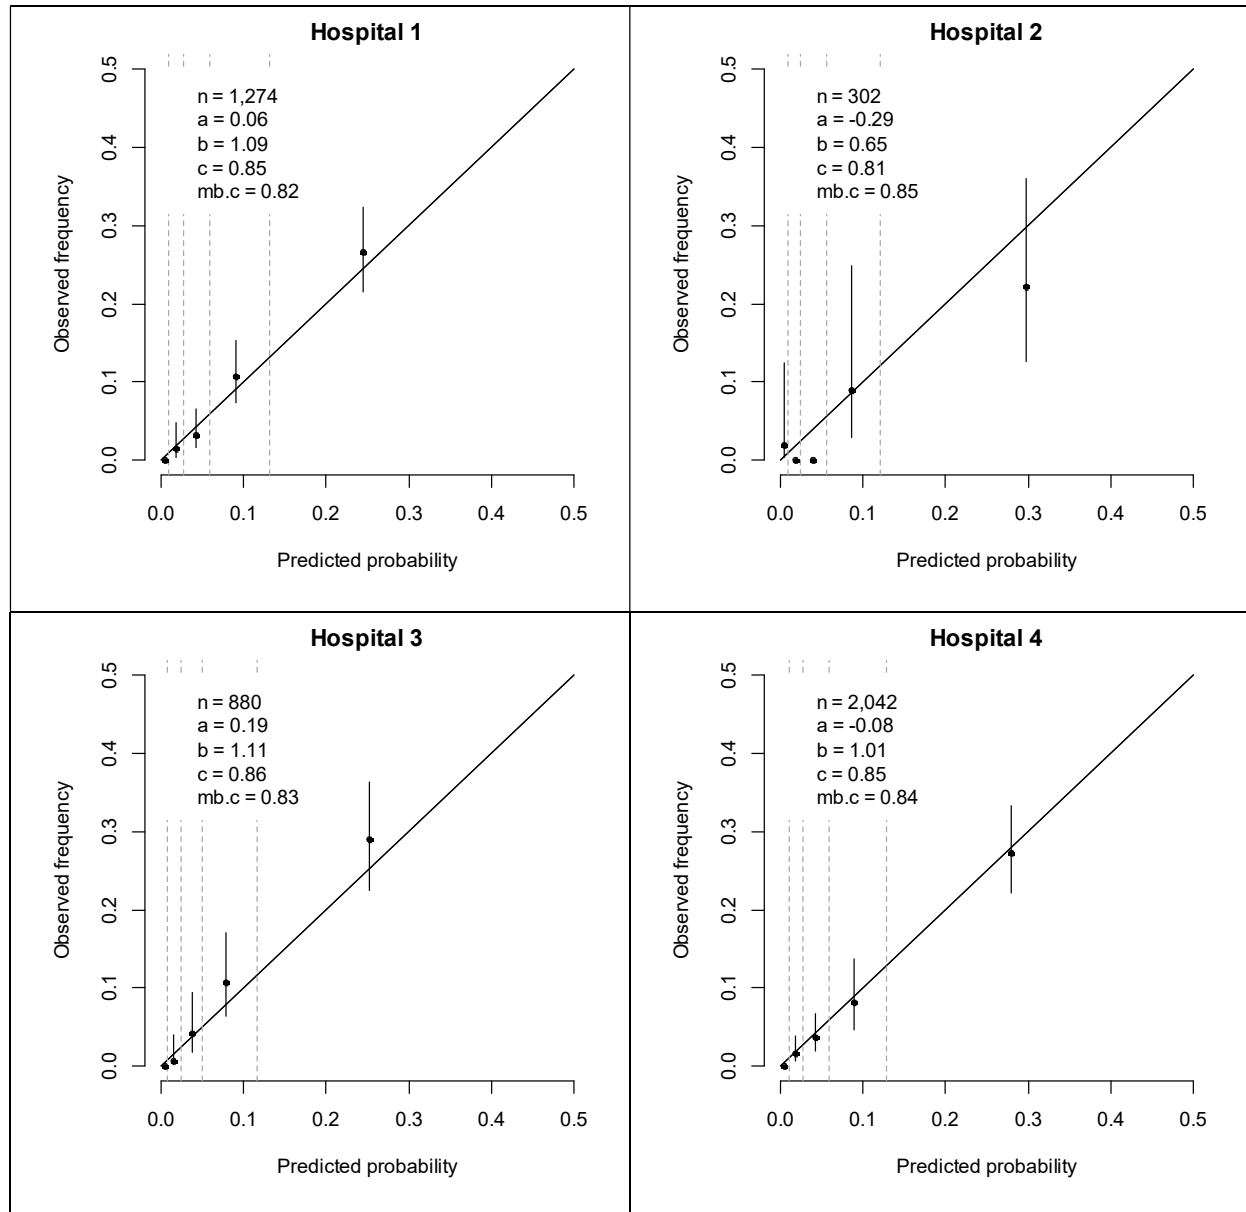 Hospital 1
n = 1,274
a = 0.06
b = 1.09
c = 0.85
mb.c = 0.82
Observed frequency
0.5
0.4
0.3
0.2
0.1
0.0
0.0 0.1 0.2 0.3 0.4 0.5
Predicted probability
Hospital 2
n = 302
a = -0.29
b = 0.65
c = 0.81
mb.c = 0.85
Observed frequency
0.5
0.4
0.3
0.2
0.1
0.0
0.0 0.1 0.2 0.3 0.4 0.5
Predicted probability
Hospital 3
n = 880
a = 0.19
b = 1.11
c = 0.86
mb.c = 0.83
Observed frequency
0.5
0.4
0.3
0.2
0.1
0.0
0.0 0.1 0.2 0.3 0.4 0.5
Predicted probability
Hospital 4
n = 2,042
a = -0.08
b = 1.01
c = 0.85
mb.c = 0.84
Observed frequency
0.5
0.4
0.3
0.2
0.1
0.0
0.0 0.1 0.2 0.3 0.4 0.5
Predicted probability